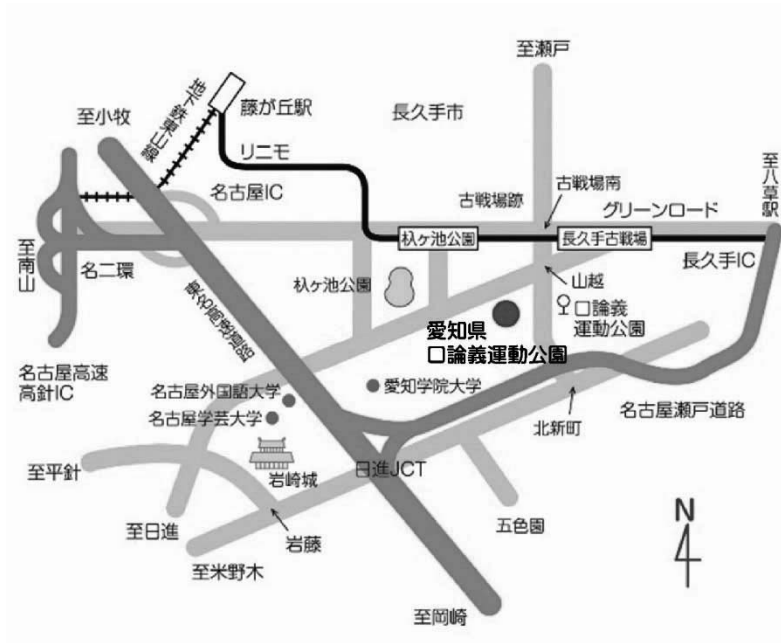 至瀬戸
至小牧
地下鉄東山線
藤が丘駅
長久手市
リニモ
至八草駅
名古屋IC
古戦場跡
古戦場南
グリーンロード
杁ヶ池公園
長久手古戦場
長久手IC
至南山
名二環
杁ヶ池公園
山越
口論義
運動公園
東名高速道路
愛知県
口論義運動公園
名古屋高速
高針IC
名古屋外国語大学
愛知学院大学
名古屋学芸大学
名古屋瀬戸道路
北新町
至平針
岩崎城
日進JCT
至日進
岩藤
五色園
N
至米野木
至岡崎